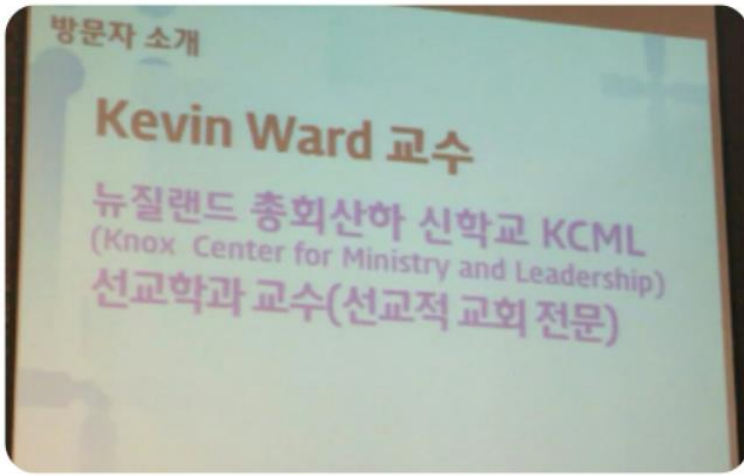 방문자 소개
Kevin Ward 교수
뉴질랜드 총회산하 신학교 KCML
(Knox Center for Ministry and Leadership)
선교학과 교수(선교적 교회 전문)